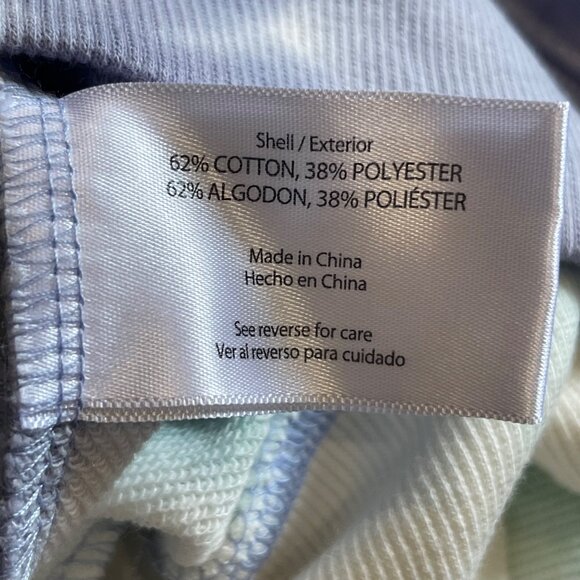 Shell / Exterior
62% COTTON, 38% POLYESTER
62% ALGODON, 38% POLIÉSTER
Made in China
Hecho en China
See reverse for care
Ver al reverso para cuidado